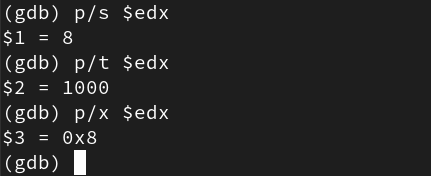 (gdb) p/s $edx
$1 = 8
(gdb) p/t $edx
$2 = 1000
(gdb) p/x $edx
$3 = 0x8
(gdb)